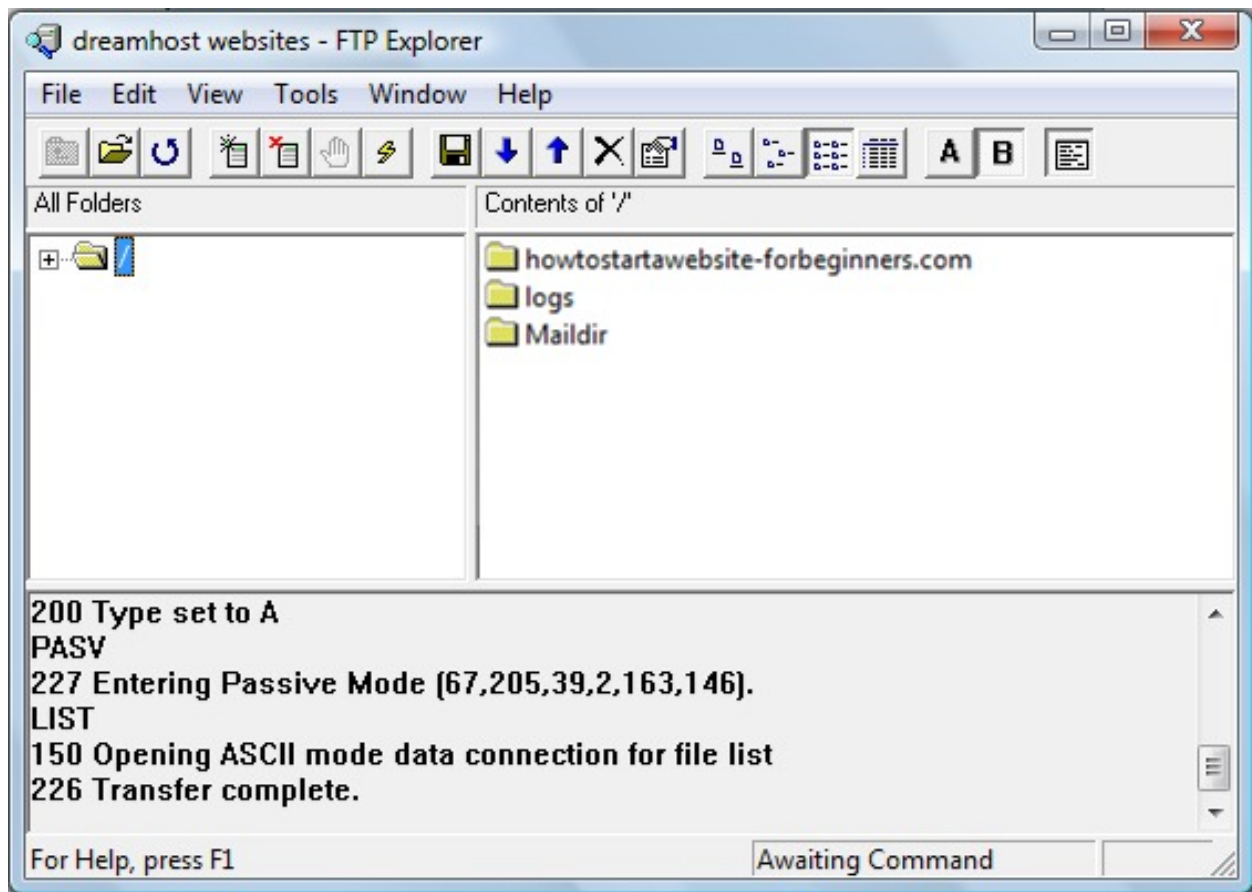 dreamhost websites - FTP Explorer
File Edit View Tools Window Help
A B
All Folders
Contents of '/'
/
howtostartawebsite-forbeginners.com
logs
Maildir
200 Type set to A
PASV
227 Entering Passive Mode (67,205,39,2,163,146).
LIST
150 Opening ASCII mode data connection for file list
226 Transfer complete.
For Help, press F1
Awaiting Command